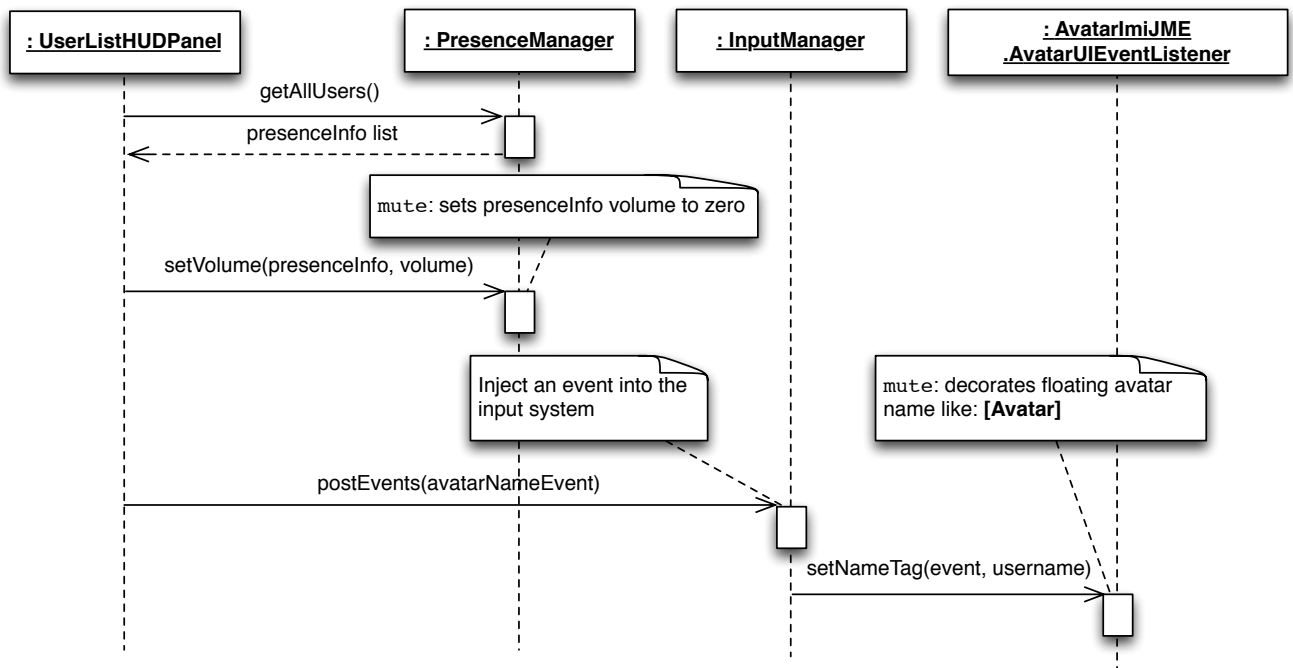 : UserListHUDPanel
: PresenceManager
: InputManager
: AvatarImiJME
.AvatarUIEventListener
getAllUsers()
presenceInfo list
mute: sets presenceInfo volume to zero
setVolume(presenceInfo, volume)
Inject an event into the
input system
mute: decorates floating avatar
name like: [Avatar]
postEvents(avatarNameEvent)
setNameTag(event, username)